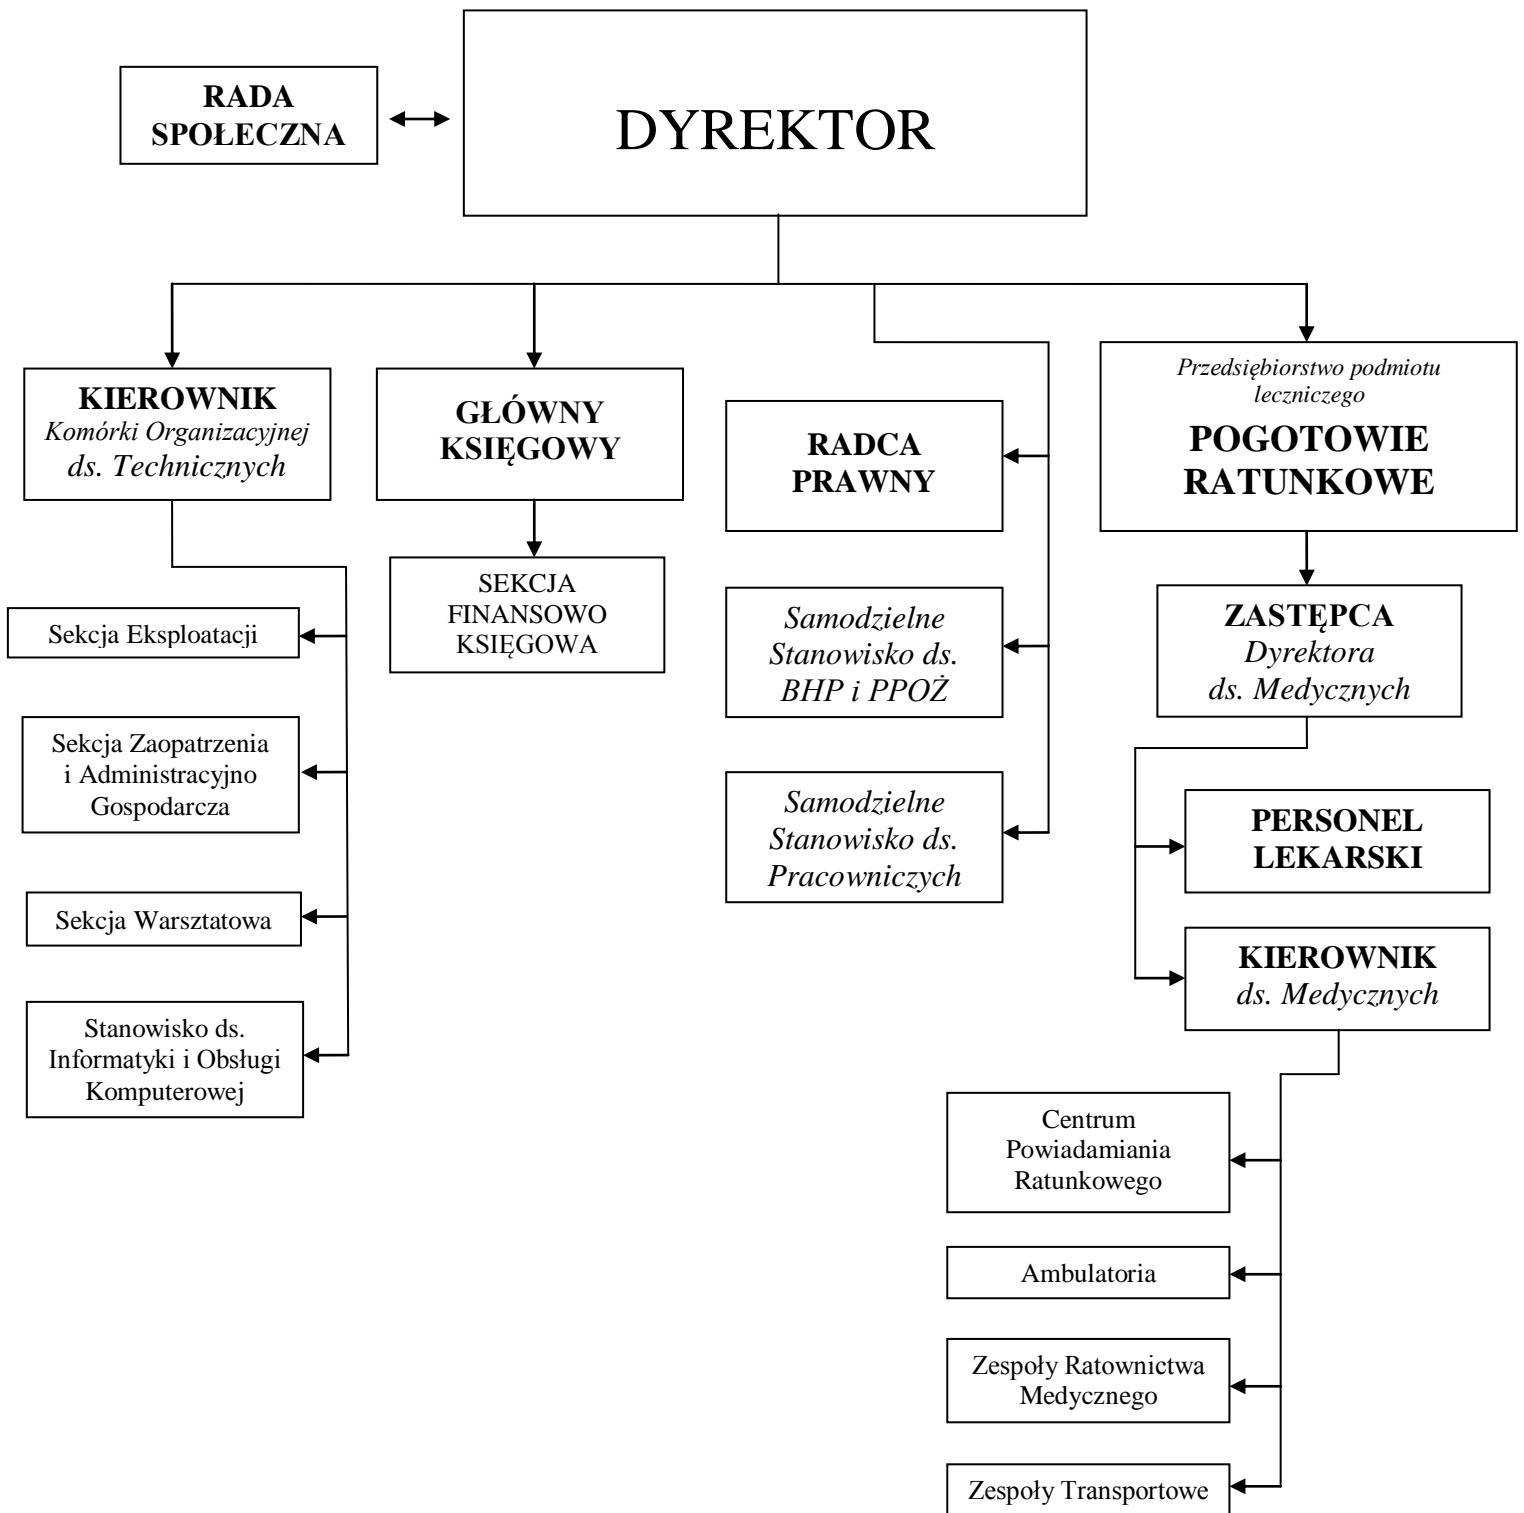 RADA
SPOŁECZNA
DYREKTOR
KIEROWNIK
Komórki Organizacyjnej
ds. Technicznych
Sekcja Eksploatacji
Sekcja Zaopatrzenia
i Administracyjno
Gospodarcza
Sekcja Warsztatowa
Stanowisko ds.
Informatyki i Obsługi
Komputerowej
GŁÓWNY
KSIĘGOWY
SEKCJA
FINANSOWO
KSIĘGOWA
RADCA
PRAWNY
Samodzielne
Stanowisko ds.
BHP i PPOŻ
Samodzielne
Stanowisko ds.
Pracowniczych
Przedsiębiorstwo podmiotu
leczniczego
POGOTOWIE
RATUNKOWE
ZASTĘPCA
Dyrektora
ds. Medycznych
PERSONEL
LEKARSKI
KIEROWNIK
ds. Medycznych
Centrum
Powiadamiania
Ratunkowego
Ambulatoria
Zespoły Ratownictwa
Medycznego
Zespoły Transportowe